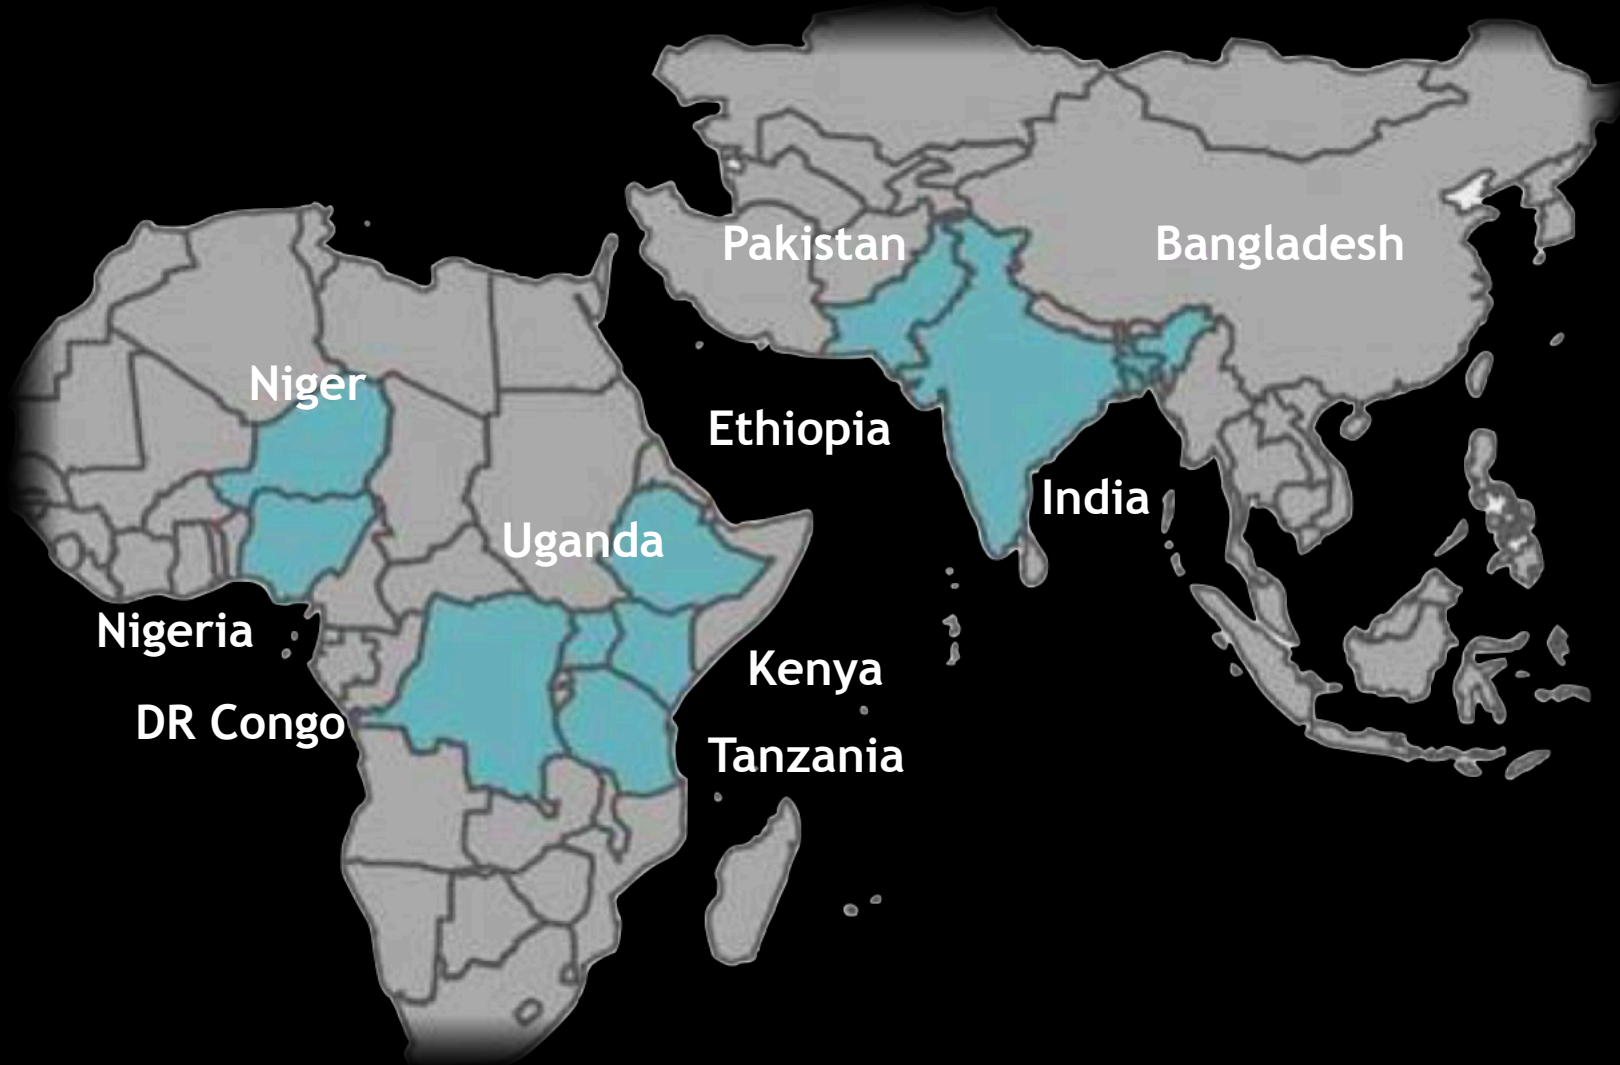 Pakistan
Bangladesh
Niger
Ethiopia
India
Uganda
Nigeria
Kenya
DR Congo
Tanzania